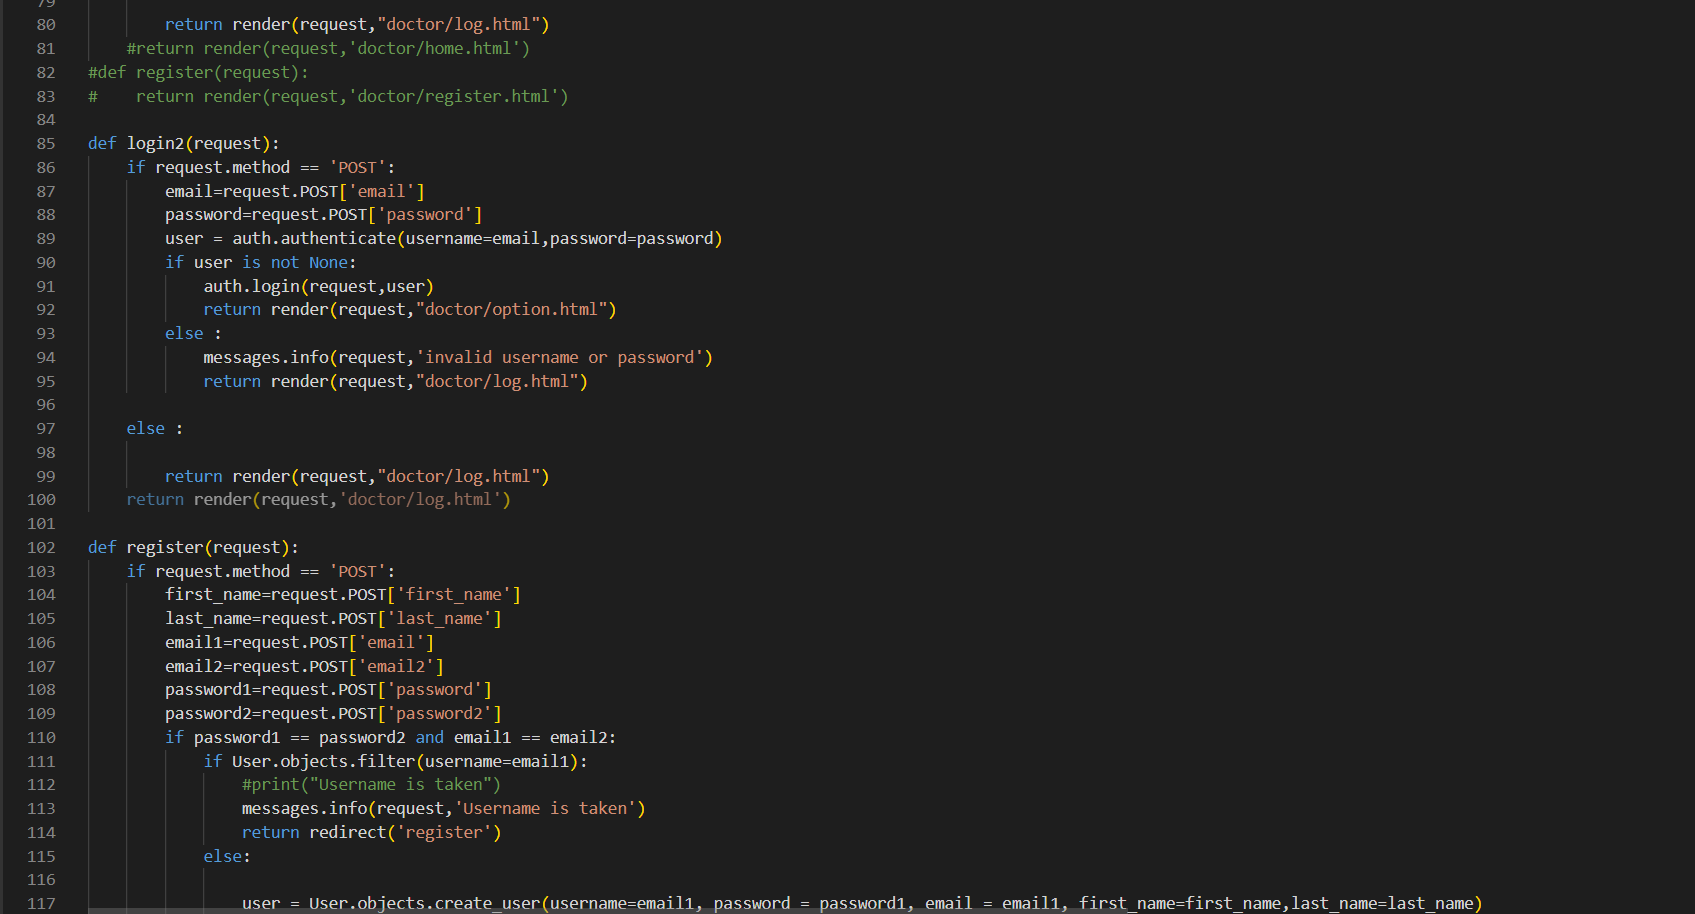 79
80 return render(request,"doctor/log.html")
81 #return render(request,'doctor/home.html')
82 #def register(request):
83 #    return render(request,'doctor/register.html')
84
85 def login2(request):
86     if request.method == 'POST':
87         email=request.POST['email']
88         password=request.POST['password']
89         user = auth.authenticate(username=email,password=password)
90         if user is not None:
91             auth.login(request,user)
92             return render(request,"doctor/option.html")
93         else :
94             messages.info(request,'invalid username or password')
95             return render(request,"doctor/log.html")
96
97     else :
98
99         return render(request,"doctor/log.html")
100     return render(request,'doctor/log.html')
101
102 def register(request):
103     if request.method == 'POST':
104         first_name=request.POST['first_name']
105         last_name=request.POST['last_name']
106         email1=request.POST['email']
107         email2=request.POST['email2']
108         password1=request.POST['password']
109         password2=request.POST['password2']
110         if password1 == password2 and email1 == email2:
111             if User.objects.filter(username=email1):
112                 #print("Username is taken")
113                 messages.info(request,'Username is taken')
114                 return redirect('register')
115             else:
116
117                 user = User.objects.create_user(username=email1, password = password1, email = email1, first_name=first_name,last_name=last_name)